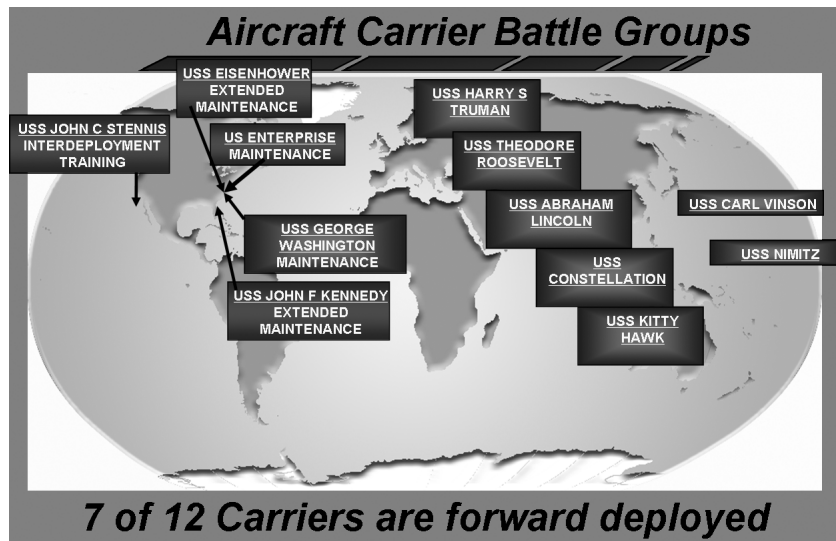 Aircraft Carrier Battle Groups
USS EISENHOWER
EXTENDED
MAINTENANCE
USS HARRY S
TRUMAN
USS JOHN C STENNIS
INTERDEPLOYMENT
TRAINING
US ENTERPRISE
MAINTENANCE
USS THEODORE
ROOSEVELT
USS ABRAHAM
LINCOLN
USS CARL VINSON
USS GEORGE
WASHINGTON
MAINTENANCE
USS NIMITZ
USS
CONSTELLATION
USS JOHN F KENNEDY
EXTENDED
MAINTENANCE
USS KITTY
HAWK
7 of 12 Carriers are forward deployed